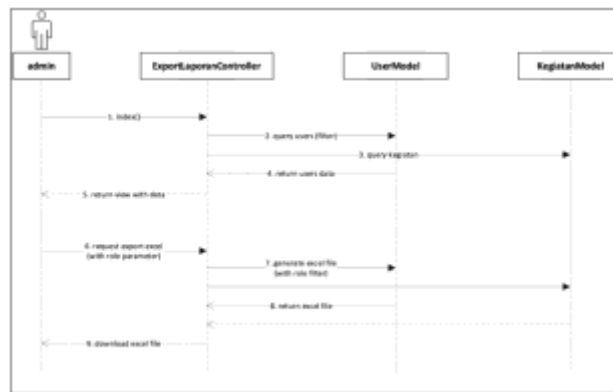 admin
ExportLaporanController
UserModel
KegiatanModel
1. index()
2. query users (filter)
3. query kegiatan
4. return users data
5. return view with data
6. request export excel
(with role parameter)
7. generate excel file
(with role filter)
8. return excel file
9. download excel file